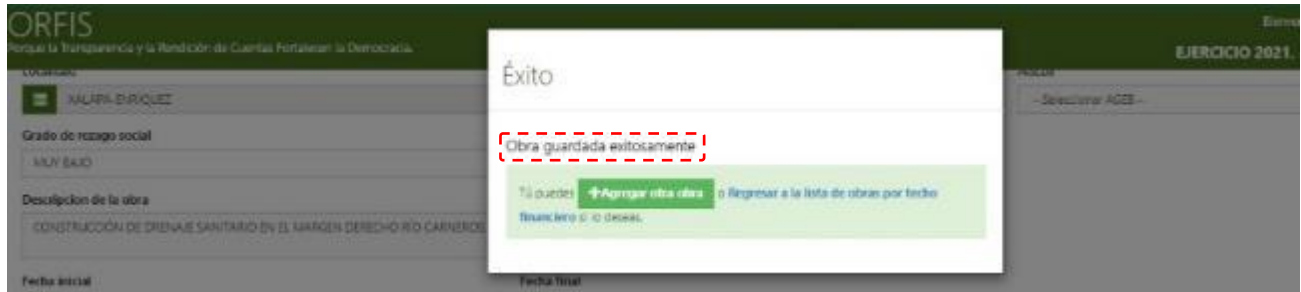 ORFIS
Porque la Transparencia y la Rendición de Cuentas Fortalecen la Democracia.
EJERCICIO 2021.
Localidad
XALAPA-ENRIQUEZ
-- Seleccionar AGEB --
Grado de rezago social
MUY BAJO
Descripcion de la obra
CONSTRUCCIÓN DE DRENAJE SANITARIO EN EL MARGEN DERECHO RÍO CARNEROS
Fecha inicial
Fecha final
Éxito
Obra guardada exitosamente
Tú puedes +Agregar otra obra o Regresar a la lista de obras por techo
financiero si lo deseas.